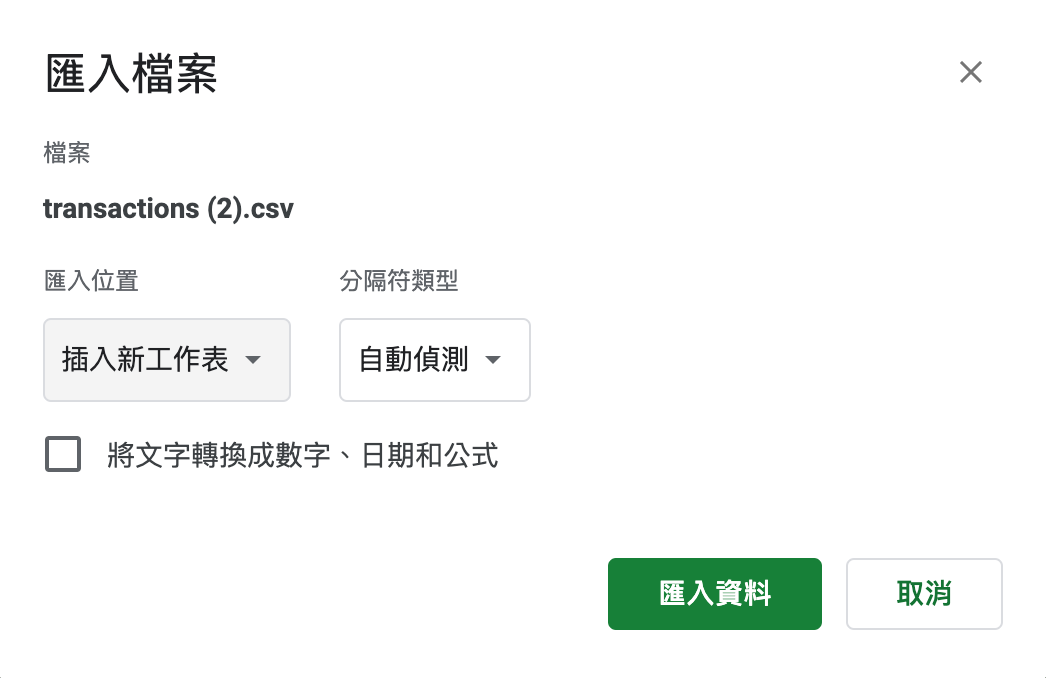 匯入檔案
檔案
transactions (2).csv
匯入位置 分隔符類型
插入新工作表 自動偵測
將文字轉換成數字、日期和公式
匯入資料 取消